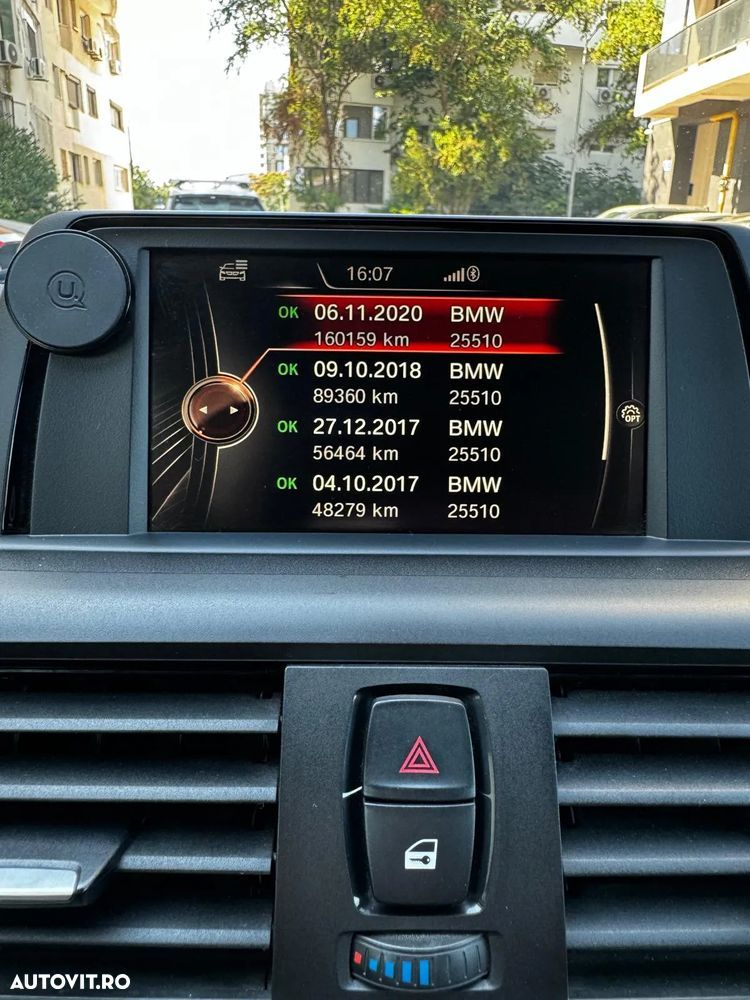 16:07
OK 06.11.2020 BMW
160159 km 25510
OK 09.10.2018 BMW
89360 km 25510
OK 27.12.2017 BMW
56464 km 25510
OK 04.10.2017 BMW
48279 km 25510
OPT
U
AUTOVIT.RO